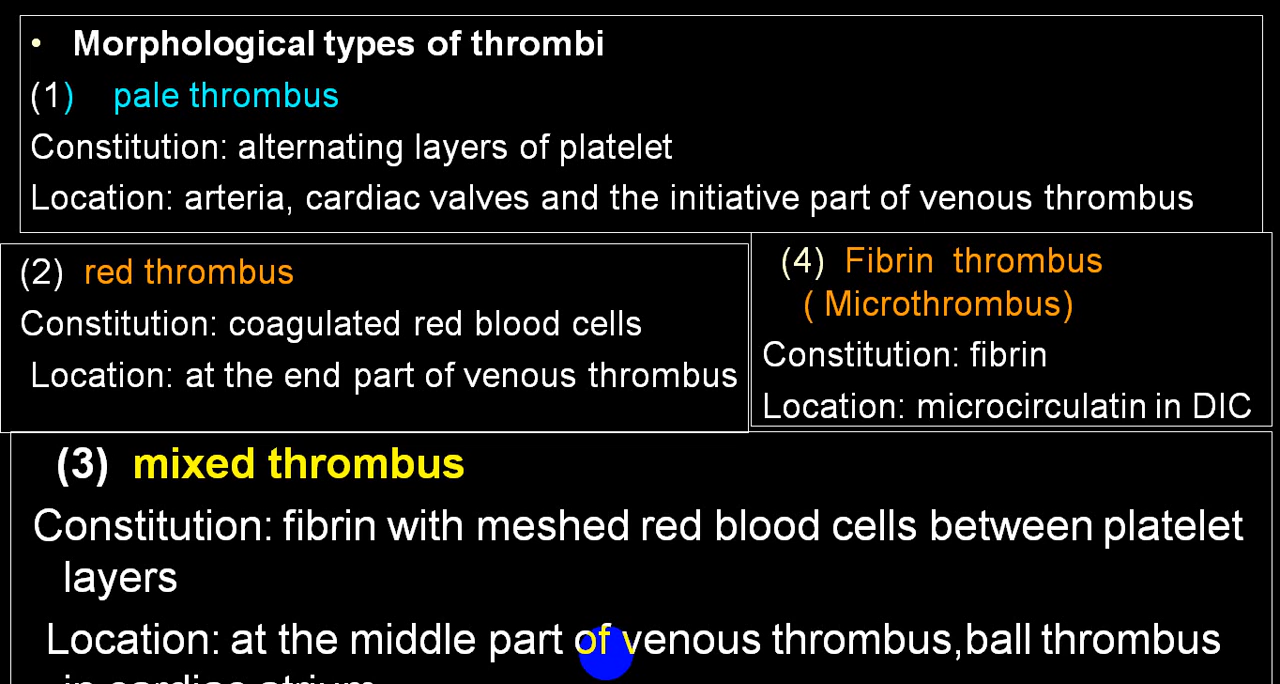 • Morphological types of thrombi
(1) pale thrombus
Constitution: alternating layers of platelet
Location: arteria, cardiac valves and the initiative part of venous thrombus
(2) red thrombus
Constitution: coagulated red blood cells
Location: at the end part of venous thrombus
(4) Fibrin thrombus
( Microthrombus)
Constitution: fibrin
Location: microcirculatin in DIC
(3) mixed thrombus
Constitution: fibrin with meshed red blood cells between platelet
layers
Location: at the middle part of venous thrombus,ball thrombus
in cardiac atrium